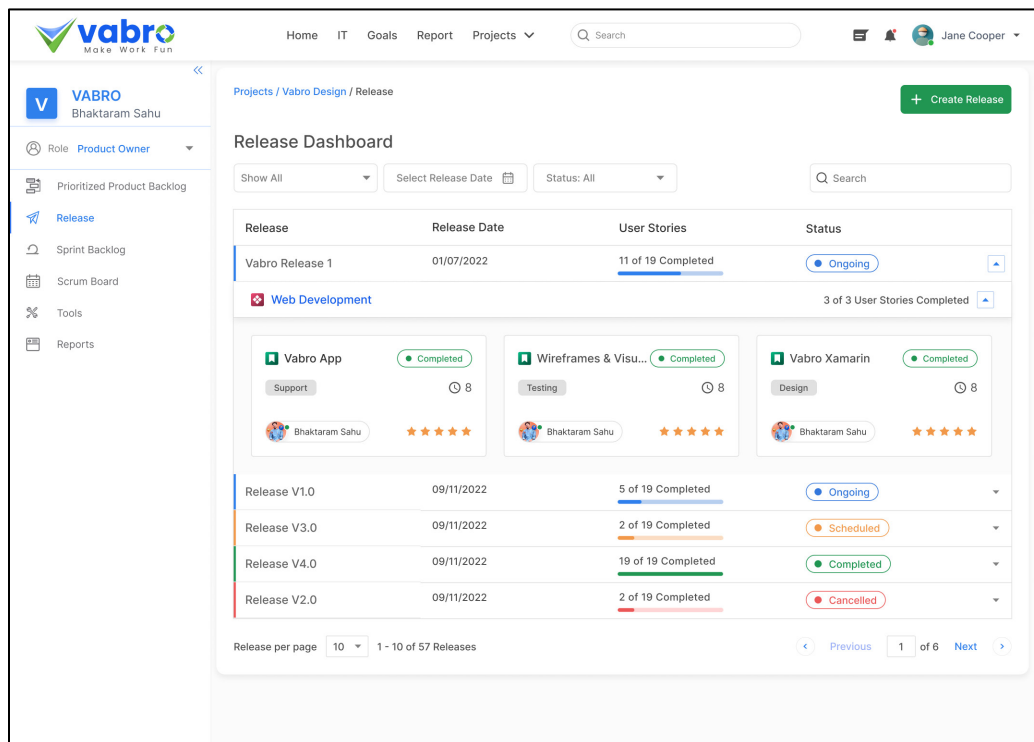 vabro
Make Work Fun
Home IT Goals Report Projects Search Jane Cooper
V VABRO
Bhaktaram Sahu
Role Product Owner
Prioritized Product Backlog
Release
Sprint Backlog
Scrum Board
Tools
Reports
Projects / Vabro Design / Release
+ Create Release
Release Dashboard
Show All Select Release Date Status: All Search
Release Release Date User Stories Status
Vabro Release 1 01/07/2022 11 of 19 Completed Ongoing
Web Development 3 of 3 User Stories Completed
Vabro App Completed
Support 8
Bhaktaram Sahu
Wireframes & Visu... Completed
Testing 8
Bhaktaram Sahu
Vabro Xamarin Completed
Design 8
Bhaktaram Sahu
Release V1.0 09/11/2022 5 of 19 Completed Ongoing
Release V3.0 09/11/2022 2 of 19 Completed Scheduled
Release V4.0 09/11/2022 19 of 19 Completed Completed
Release V2.0 09/11/2022 2 of 19 Completed Cancelled
Release per page 10 1 - 10 of 57 Releases Previous 1 of 6 Next